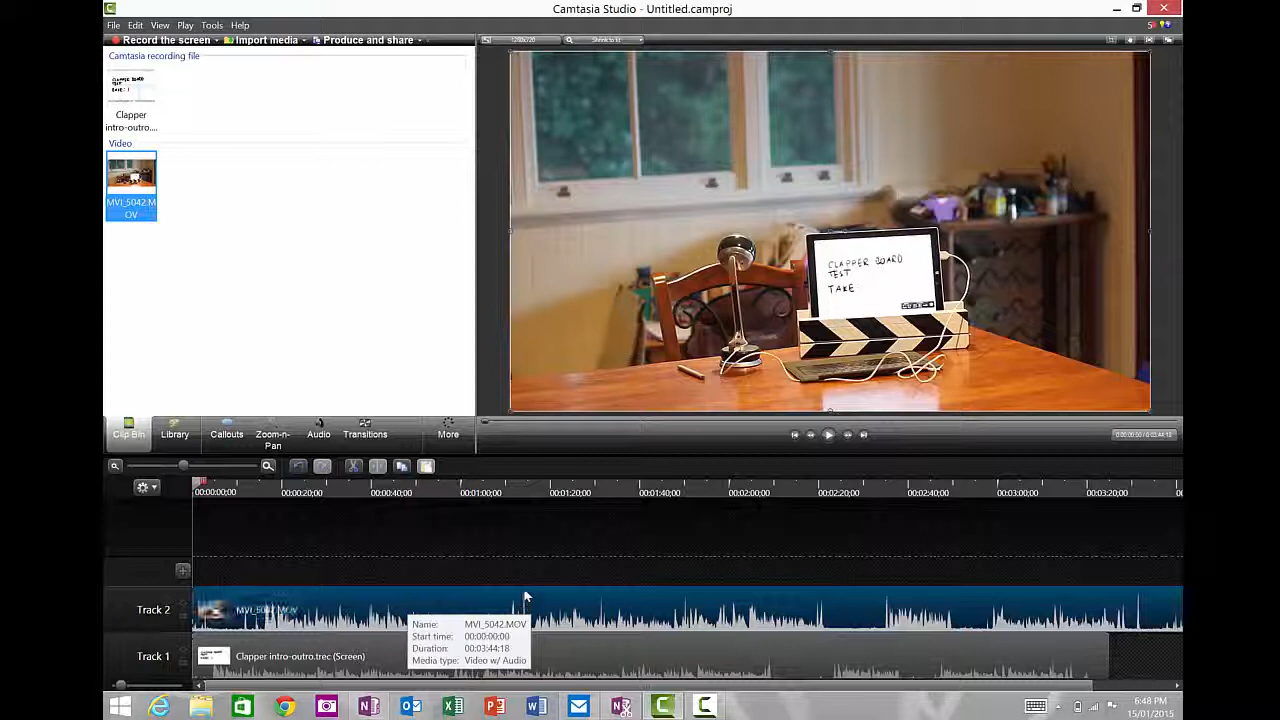 Camtasia Studio - Untitled.camproj
File Edit View Play Tools Help
Record the screen Import media Produce and share
Camtasia recording file
Clapper
intro-outro....
Video
MVI_5042.M
OV
CLAPPER BOARD
TEST
TAKE
Clip Bin Library Callouts Zoom-n-
Pan Audio Transitions More
00:00:00;00 00:00:20;00 00:00:40;00 00:01:00;00 00:01:20;00 00:01:40;00 00:02:00;00 00:02:20;00 00:02:40;00 00:03:00;00 00:03:20;00
Track 2 MVI_5042.MOV
Name: MVI_5042.MOV
Start time: 00:00:00;00
Duration: 00:03:44;18
Media type: Video w/ Audio
Track 1 Clapper intro-outro.trec (Screen)
6:48 PM
15/01/2015